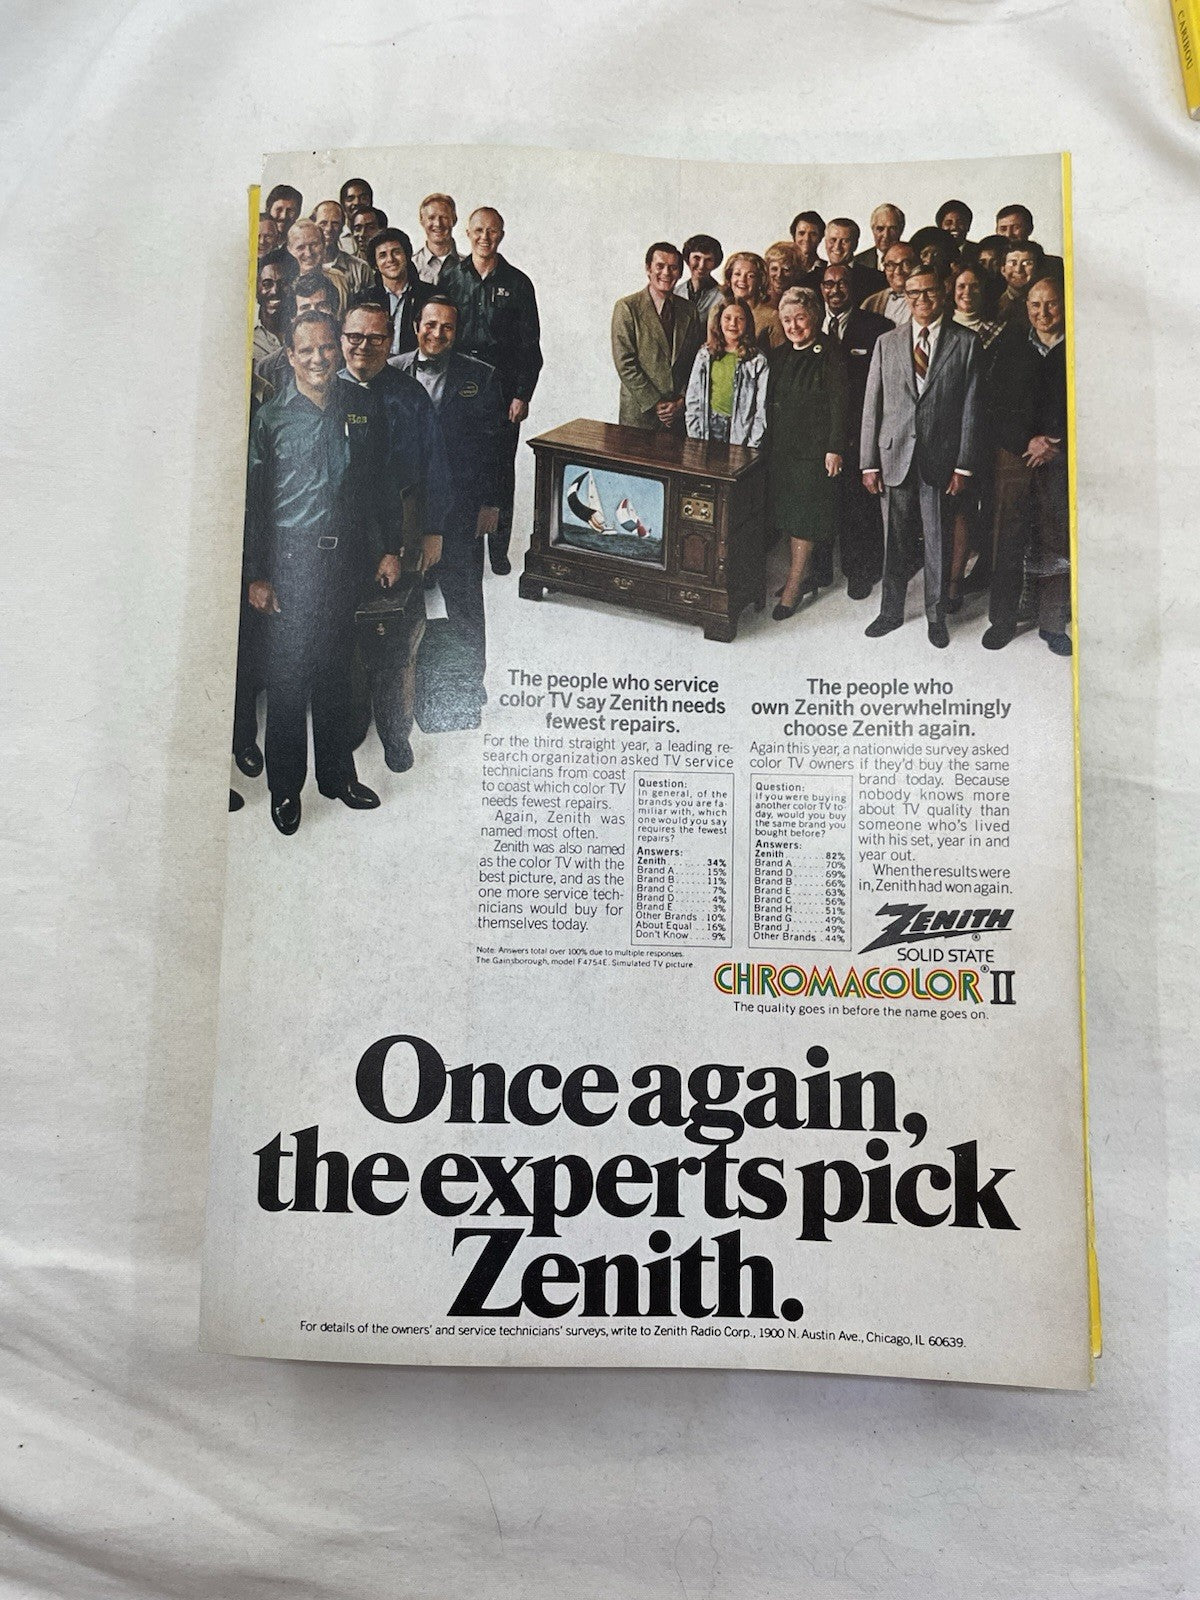 CARIBOU
Bob
The people who service
color TV say Zenith needs
fewest repairs.
For the third straight year, a leading re-
search organization asked TV service
technicians from coast
to coast which color TV
needs fewest repairs.
Again, Zenith was
named most often.
Zenith was also named
as the color TV with the
best picture, and as the
one more service tech-
nicians would buy for
themselves today.
Question:
In general, of the
brands you are fa-
miliar with, which
one would you say
requires the fewest
repairs?
Answers:
Zenith........34%
Brand A......15%
Brand B......11%
Brand C.......7%
Brand D.......4%
Brand E.......3%
Other Brands .10%
About Equal ..16%
Don't Know....9%
Note: Answers total over 100% due to multiple responses.
The Gainsborough, model F4754E. Simulated TV picture.
The people who
own Zenith overwhelmingly
choose Zenith again.
Again this year, a nationwide survey asked
color TV owners if they'd buy the same
brand today. Because
nobody knows more
about TV quality than
someone who's lived
with his set, year in and
year out.
When the results were
in, Zenith had won again.
Question:
If you were buying
another color TV to-
day, would you buy
the same brand you
bought before?
Answers:
Zenith........82%
Brand A......70%
Brand D......69%
Brand B......66%
Brand E......63%
Brand C......56%
Brand H......51%
Brand G......49%
Brand J......49%
Other Brands .44%
ZENITH®
SOLID STATE
CHROMACOLOR® II
The quality goes in before the name goes on.
Once again,
the experts pick
Zenith.
For details of the owners' and service technicians' surveys, write to Zenith Radio Corp., 1900 N. Austin Ave., Chicago, IL 60639.